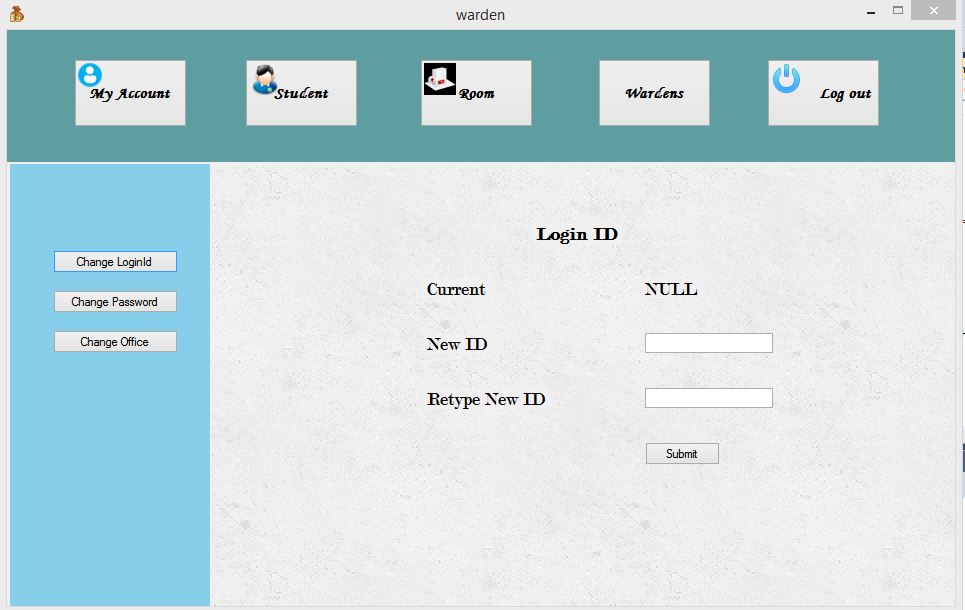 warden
My Account
Student
Room
Wardens
Log out
Change LoginId
Change Password
Change Office
Login ID
Current NULL
New ID
Retype New ID
Submit